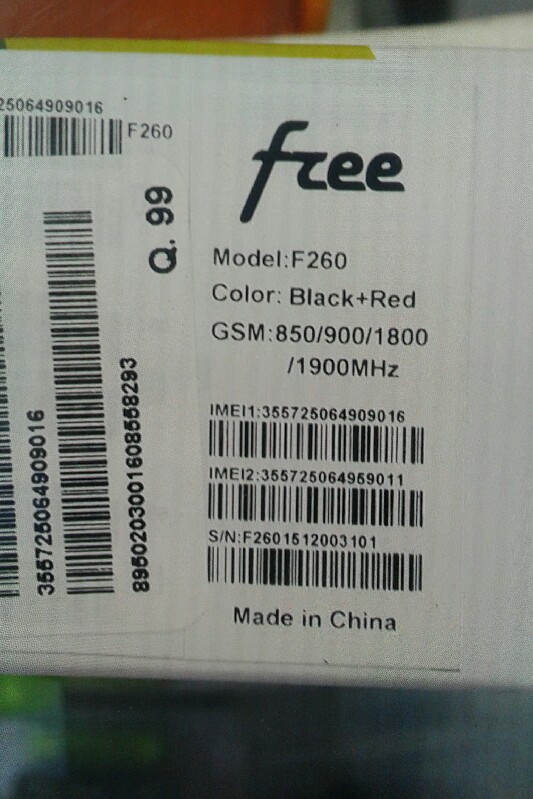 25064909016
F260
Q. 99
355725064909016
8950203001608558293
free
Model:F260
Color: Black+Red
GSM:850/900/1800
/1900MHz
IMEI1:355725064909016
IMEI2:355725064959011
S/N:F2601512003101
Made in China